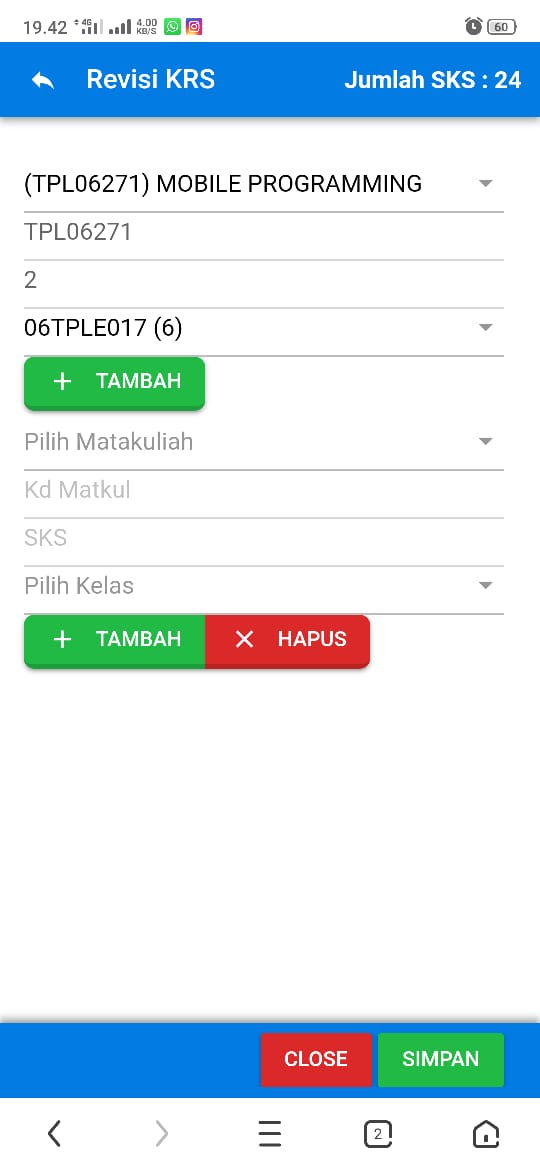 19.42 4G 4.00 KB/S 60
Revisi KRS Jumlah SKS : 24
(TPL06271) MOBILE PROGRAMMING
TPL06271
2
06TPLE017 (6)
+ TAMBAH
Pilih Matakuliah
Kd Matkul
SKS
Pilih Kelas
+ TAMBAH × HAPUS
CLOSE SIMPAN
2